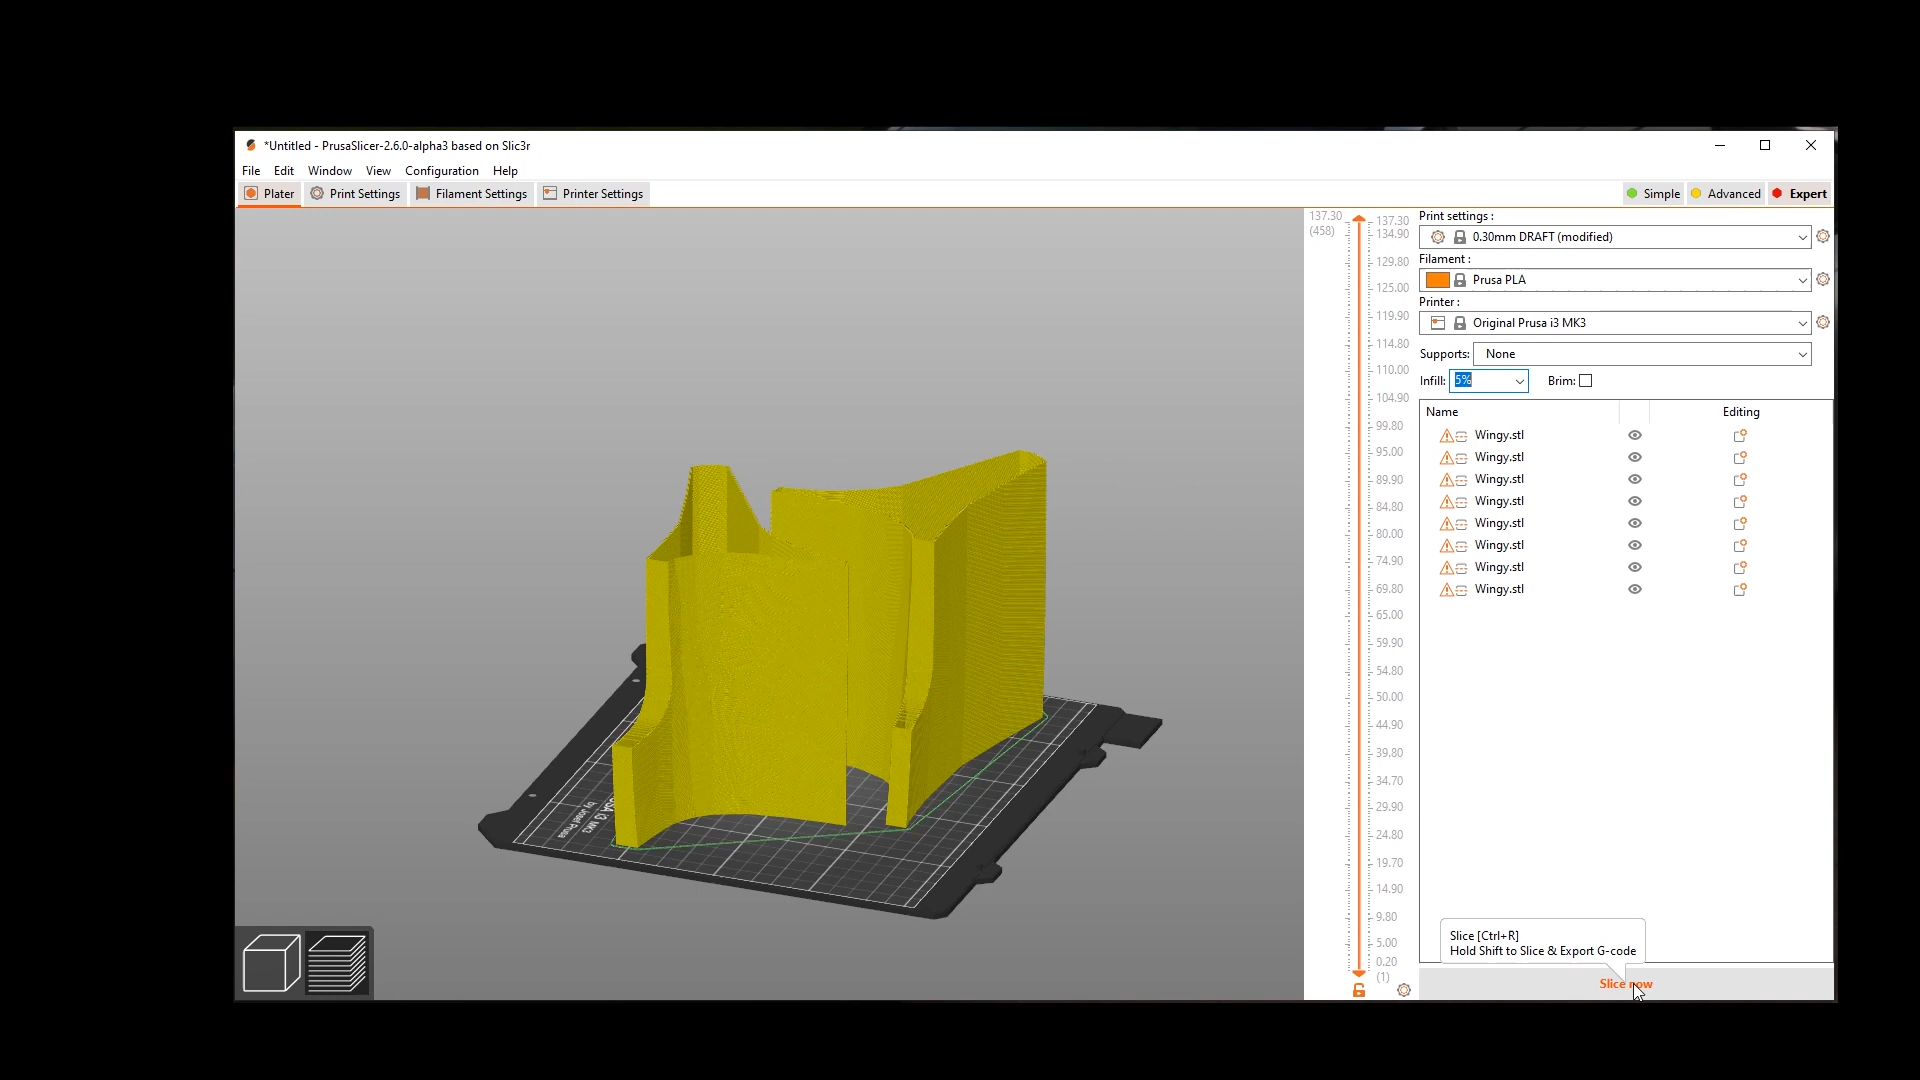 *Untitled - PrusaSlicer-2.6.0-alpha3 based on Slic3r
File Edit Window View Configuration Help
Plater Print Settings Filament Settings Printer Settings Simple Advanced Expert
137.30
(458)
137.30
134.90
129.80
125.00
119.90
114.80
110.00
104.90
99.80
95.00
89.90
84.80
80.00
74.90
69.80
65.00
59.90
54.80
50.00
44.90
39.80
34.70
29.90
24.80
19.70
14.90
9.80
5.00
0.20
(1)
Print settings :
0.30mm DRAFT (modified)
Filament :
Prusa PLA
Printer :
Original Prusa i3 MK3
Supports: None
Infill: 5% Brim:
Name Editing
Wingy.stl
Wingy.stl
Wingy.stl
Wingy.stl
Wingy.stl
Wingy.stl
Wingy.stl
Wingy.stl
Slice [Ctrl+R]
Hold Shift to Slice & Export G-code
Slice now
by Josef Prusa